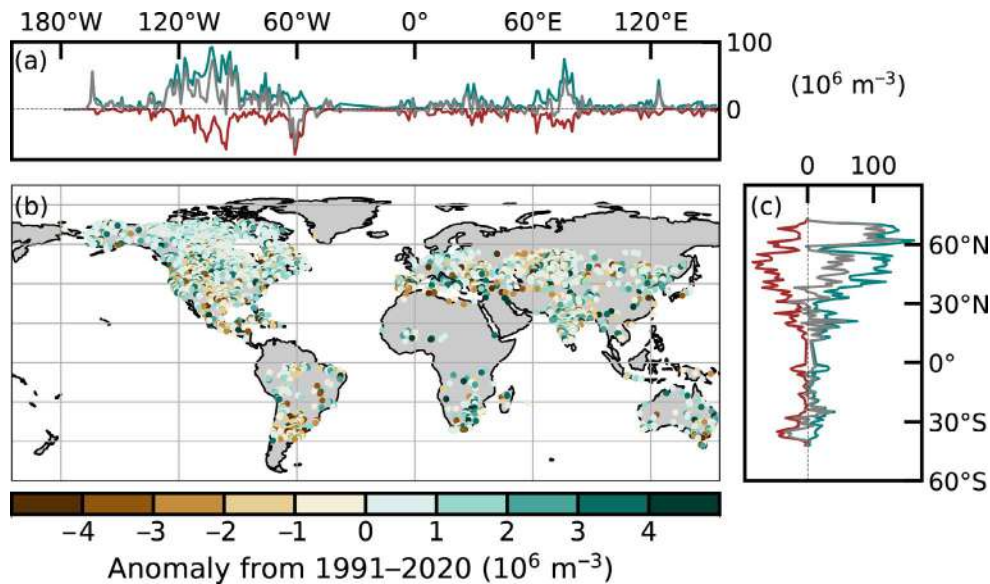 180°W 120°W 60°W 0° 60°E 120°E
(a)
100
(10⁶ m⁻³)
0
0 100
(b)
(c)
60°N
30°N
0°
30°S
60°S
−4 −3 −2 −1 0 1 2 3 4
Anomaly from 1991–2020 (10⁶ m⁻³)